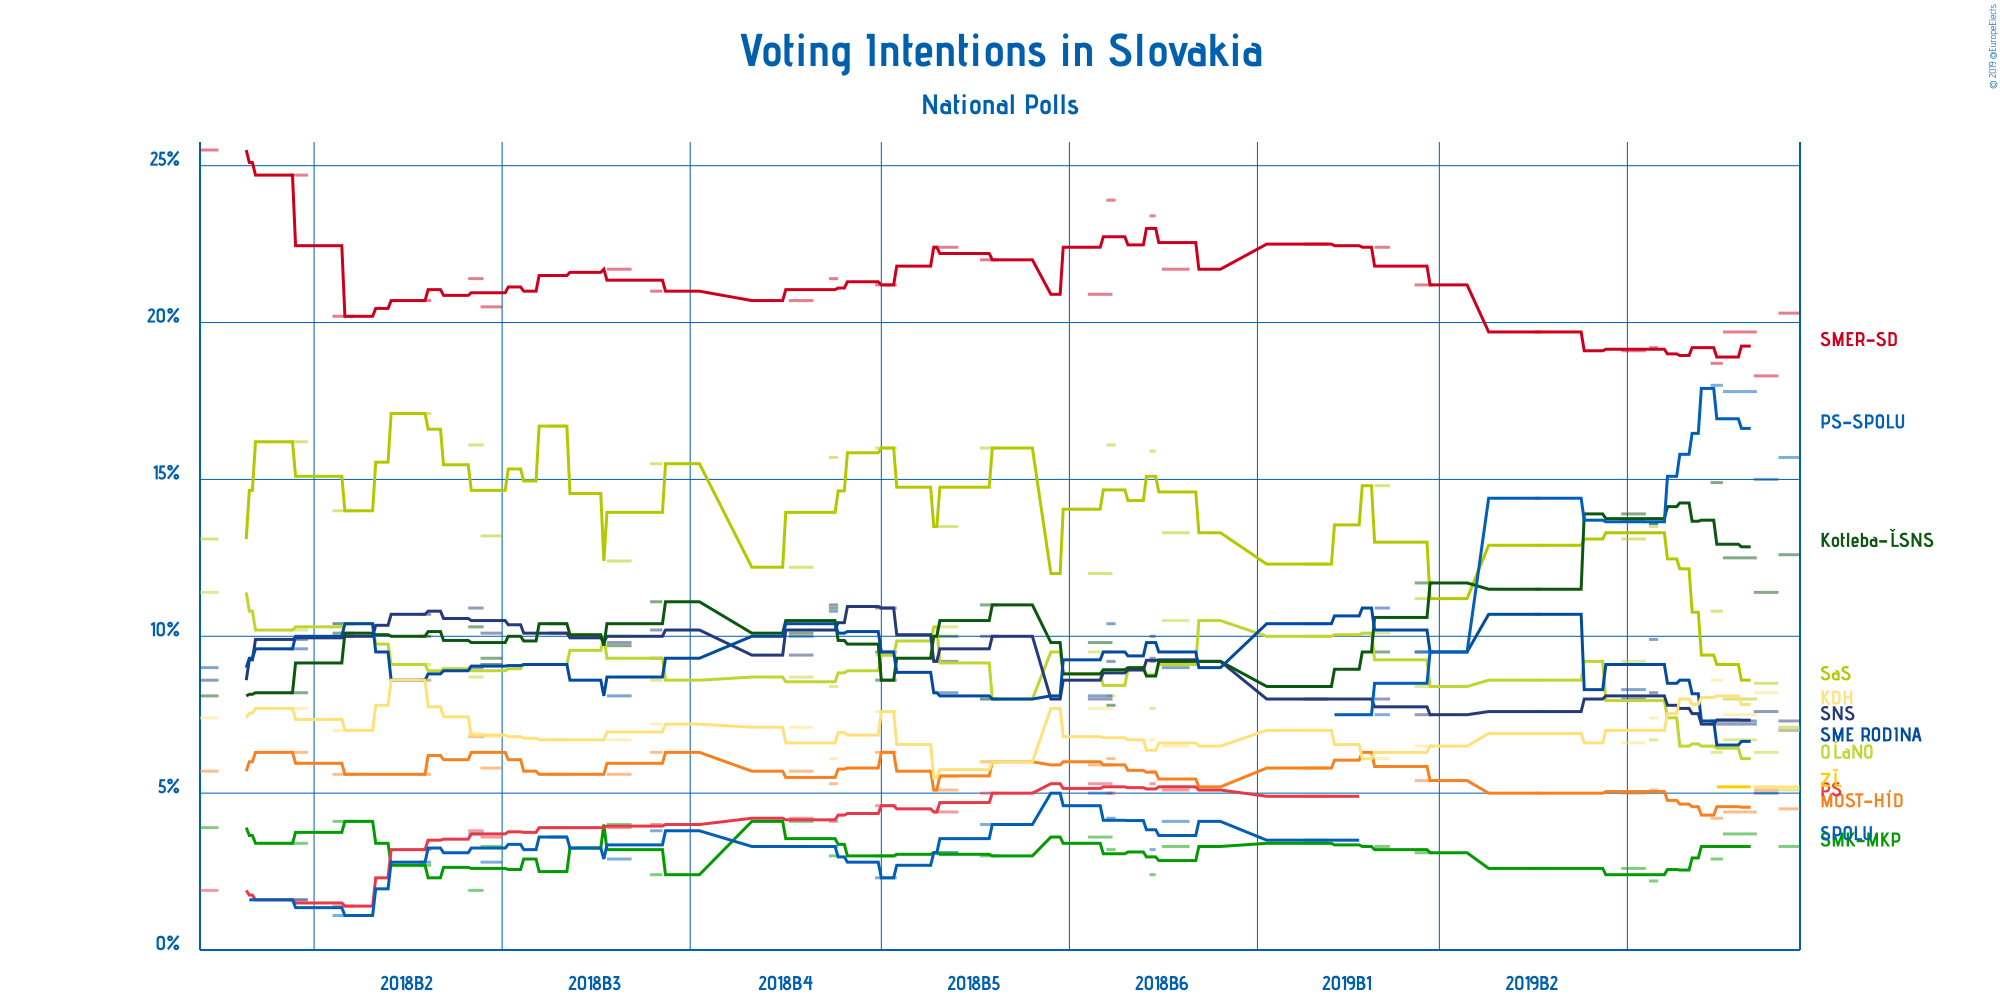 © 2019 @EuropeElects
Voting Intentions in Slovakia
National Polls
25%
20%
15%
10%
5%
0%
SMER-SD
PS-SPOLU
Kotleba-ĽSNS
SaS
KDH
SNS
SME RODINA
OĽaNO
ZĽ
PS
MOST-HÍD
SPOLU
SMK-MKP
2018B2
2018B3
2018B4
2018B5
2018B6
2019B1
2019B2